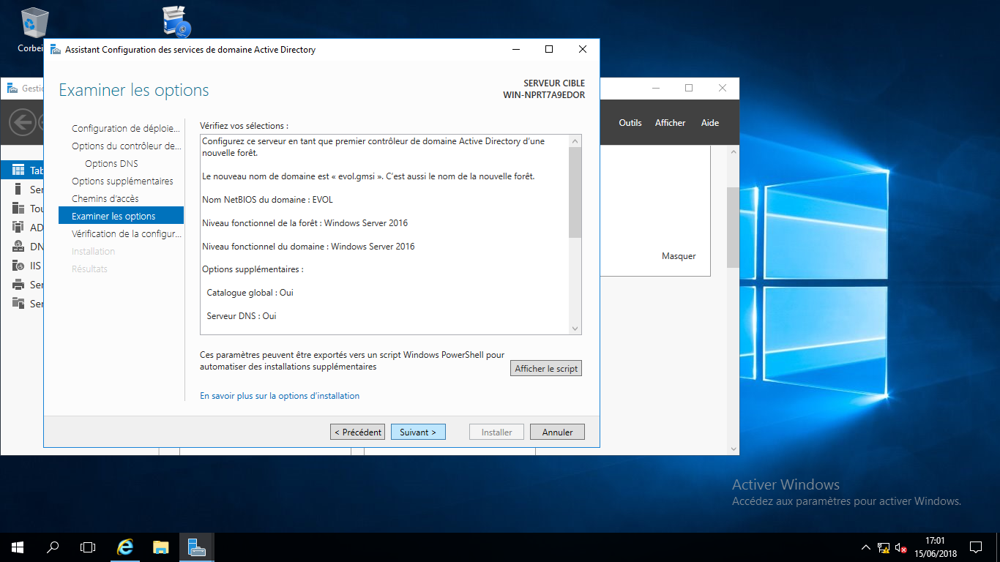 Corbei
Assistant Configuration des services de domaine Active Directory
Examiner les options
SERVEUR CIBLE
WIN-NPRT7A9EDOR
Configuration de déploie...
Options du contrôleur de...
Options DNS
Options supplémentaires
Chemins d'accès
Examiner les options
Vérification de la configur...
Installation
Résultats
Vérifiez vos sélections :
Configurez ce serveur en tant que premier contrôleur de domaine Active Directory d'une
nouvelle forêt.
Le nouveau nom de domaine est « evol.gmsi ». C'est aussi le nom de la nouvelle forêt.
Nom NetBIOS du domaine : EVOL
Niveau fonctionnel de la forêt : Windows Server 2016
Niveau fonctionnel du domaine : Windows Server 2016
Options supplémentaires :
Catalogue global : Oui
Serveur DNS : Oui
Ces paramètres peuvent être exportés vers un script Windows PowerShell pour
automatiser des installations supplémentaires
Afficher le script
En savoir plus sur la options d'installation
< Précédent
Suivant >
Installer
Annuler
Gestio
Outils
Afficher
Aide
Tab
Ser
Tou
AD
DN
IIS
Ser
Ser
Masquer
Activer Windows
Accédez aux paramètres pour activer Windows.
17:01
15/06/2018